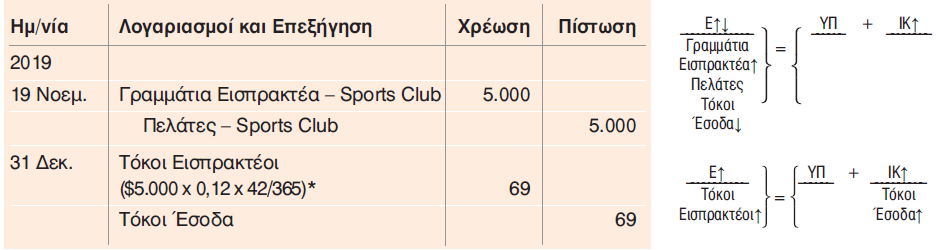 Ημ/νία Λογαριασμοί και Επεξήγηση Χρέωση Πίστωση
2019
19 Νοεμ. Γραμμάτια Εισπρακτέα – Sports Club 5.000
Πελάτες – Sports Club 5.000
31 Δεκ. Τόκοι Εισπρακτέοι
($5.000 x 0,12 x 42/365)* 69
Τόκοι Έσοδα 69
Ε↑↓ } = { ΥΠ + ΙΚ↑
Γραμμάτια
Εισπρακτέα↑
Πελάτες
Τόκοι
Έσοδα↓
Ε↑ } = { ΥΠ + ΙΚ↑
Τόκοι Τόκοι
Εισπρακτέοι↑ Έσοδα↑